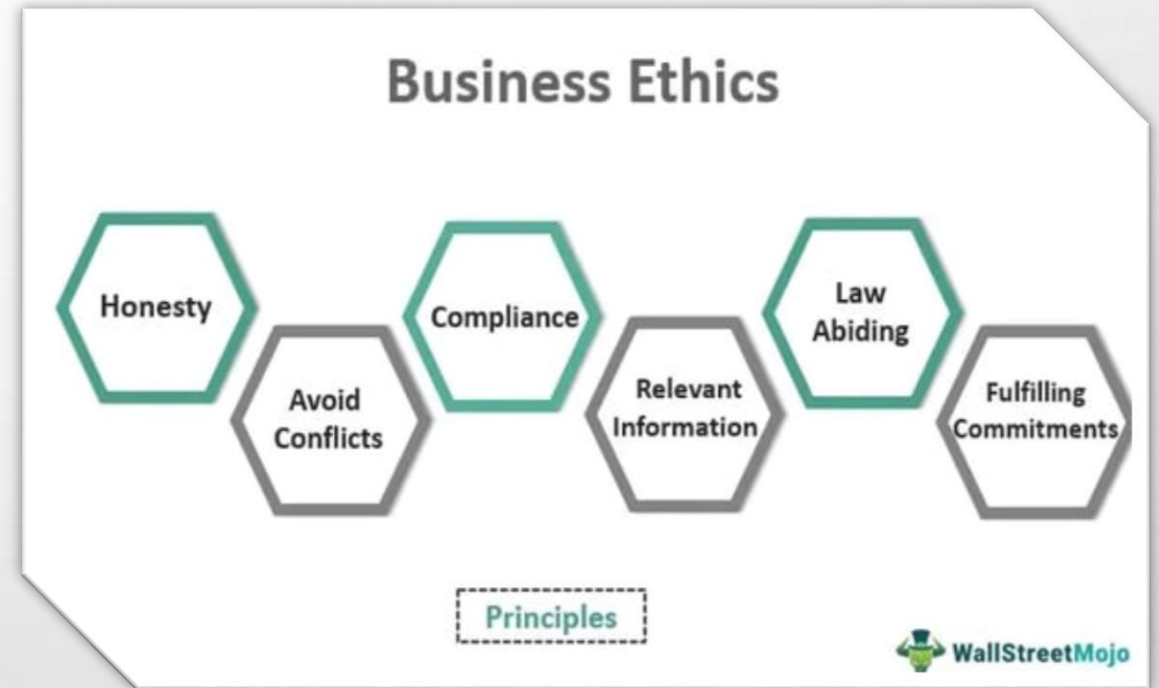 Business Ethics
Honesty
Avoid
Conflicts
Compliance
Relevant
Information
Law
Abiding
Fulfilling
Commitments
Principles
WallStreetMojo